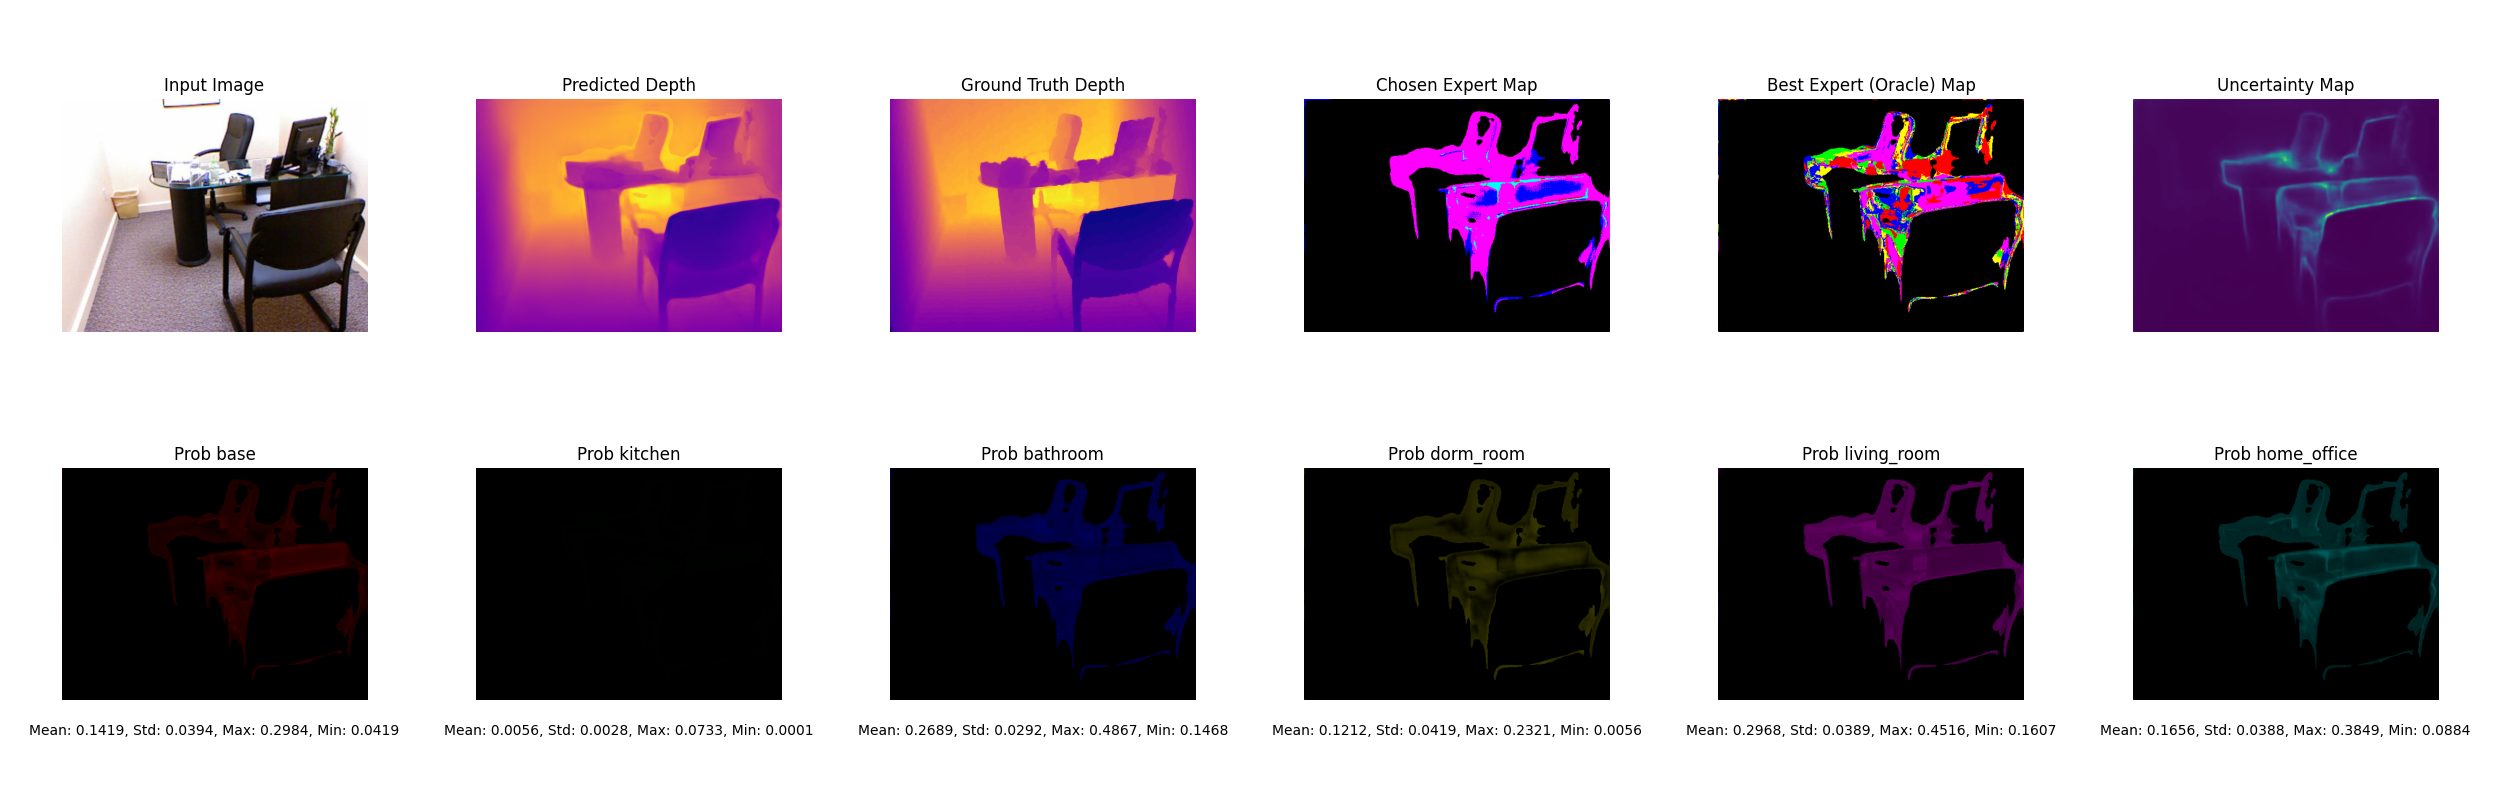 Input Image
Predicted Depth
Ground Truth Depth
Chosen Expert Map
Best Expert (Oracle) Map
Uncertainty Map
Prob base
Prob kitchen
Prob bathroom
Prob dorm_room
Prob living_room
Prob home_office
Mean: 0.1419, Std: 0.0394, Max: 0.2984, Min: 0.0419
Mean: 0.0056, Std: 0.0028, Max: 0.0733, Min: 0.0001
Mean: 0.2689, Std: 0.0292, Max: 0.4867, Min: 0.1468
Mean: 0.1212, Std: 0.0419, Max: 0.2321, Min: 0.0056
Mean: 0.2968, Std: 0.0389, Max: 0.4516, Min: 0.1607
Mean: 0.1656, Std: 0.0388, Max: 0.3849, Min: 0.0884